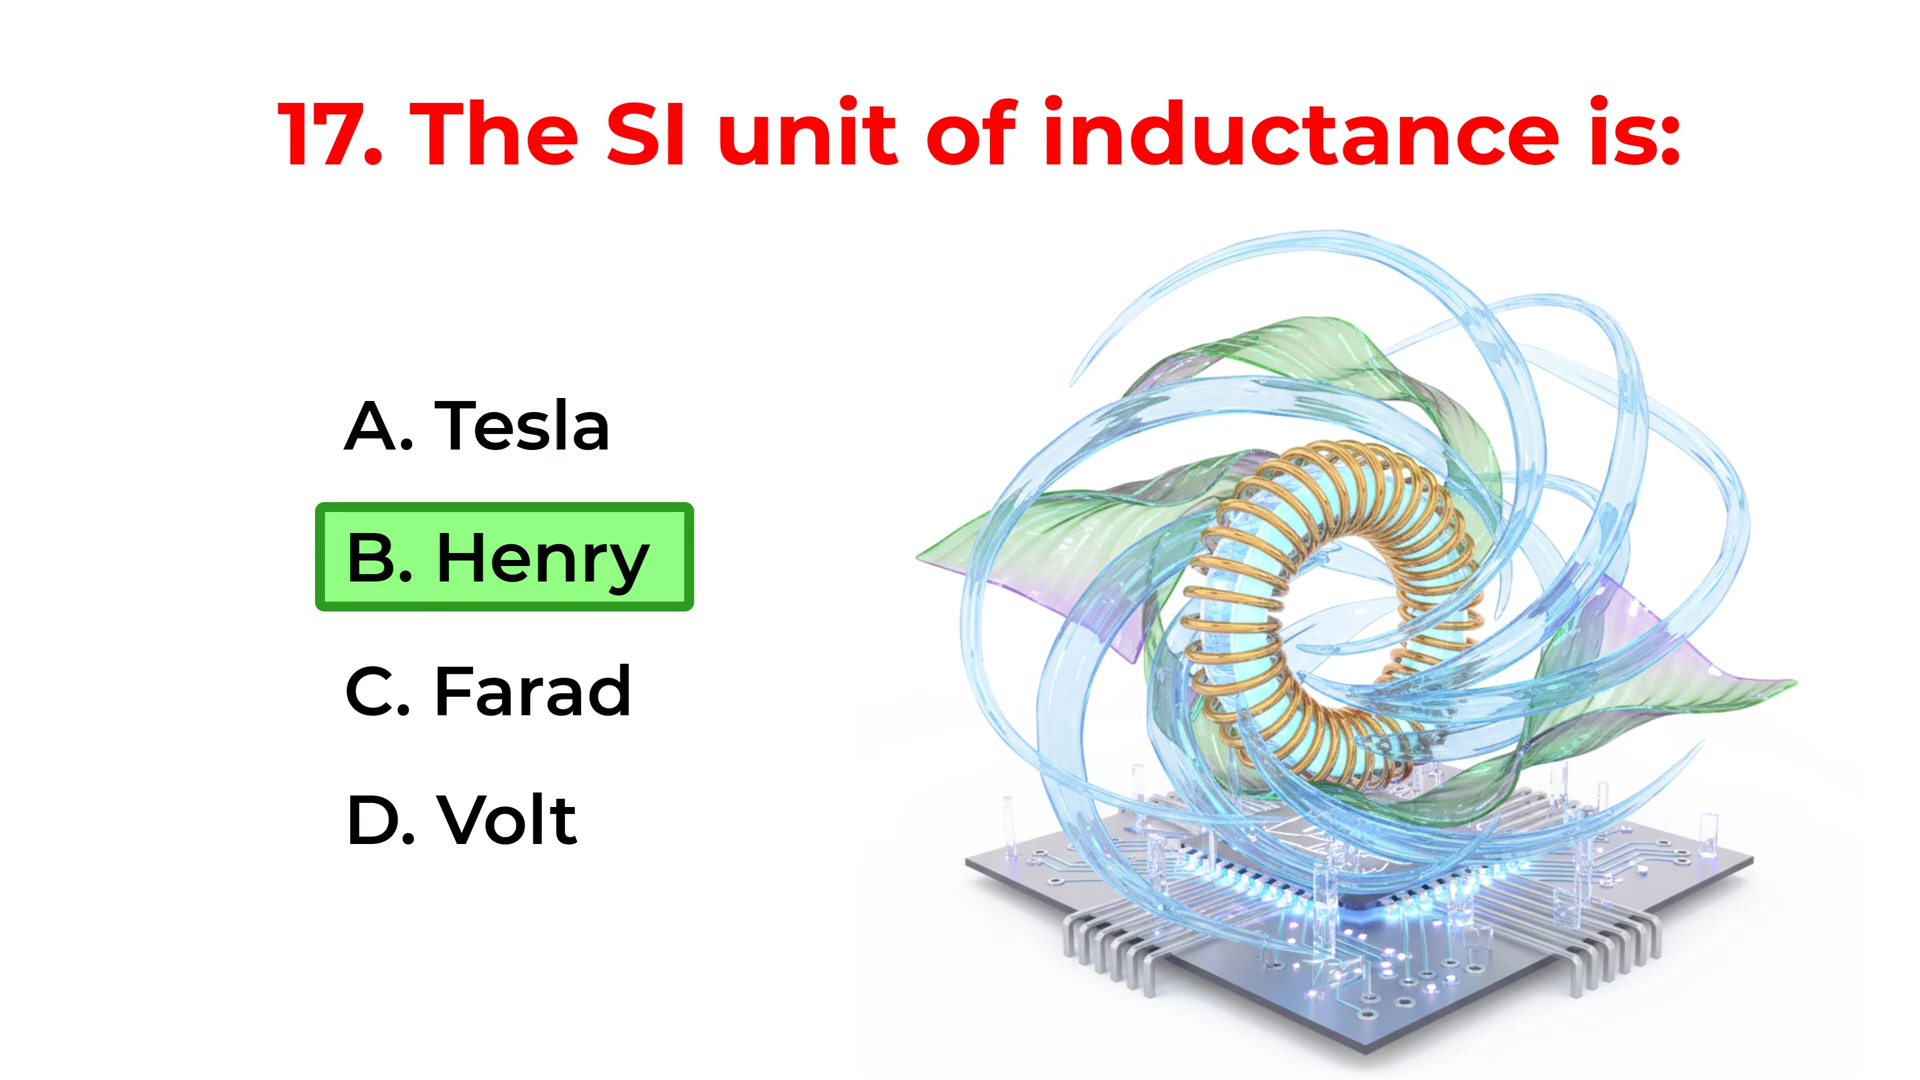 17. The SI unit of inductance is:
A. Tesla
B. Henry
C. Farad
D. Volt